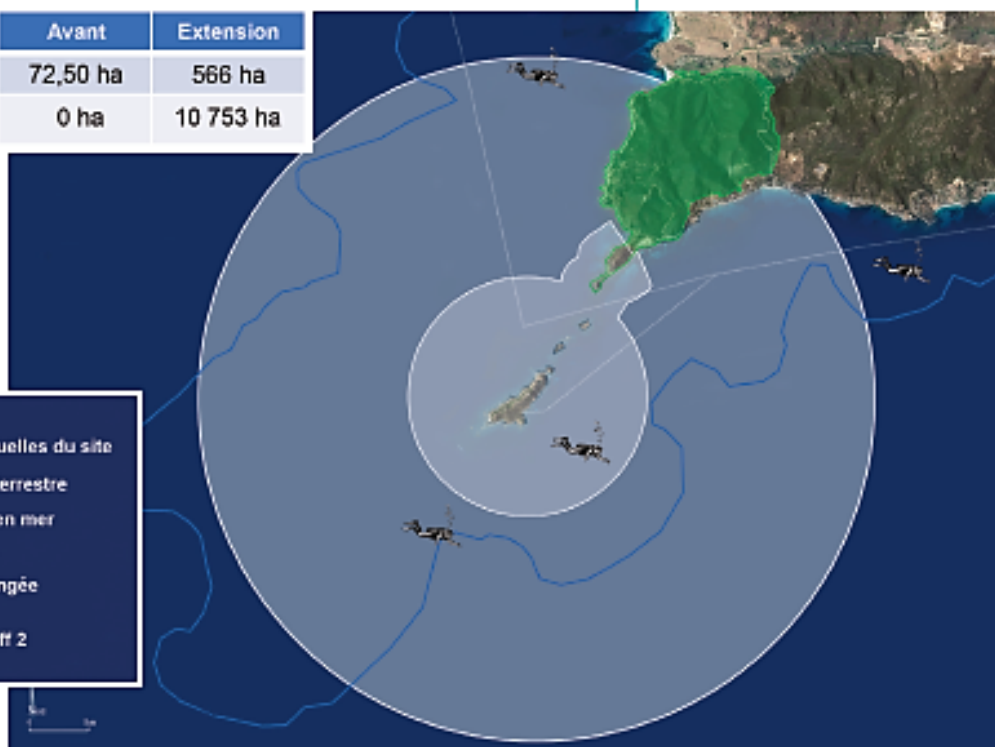 Avant Extension
72,50 ha 566 ha
0 ha 10 753 ha
uelles du site
errestre
en mer
ngée
ff 2